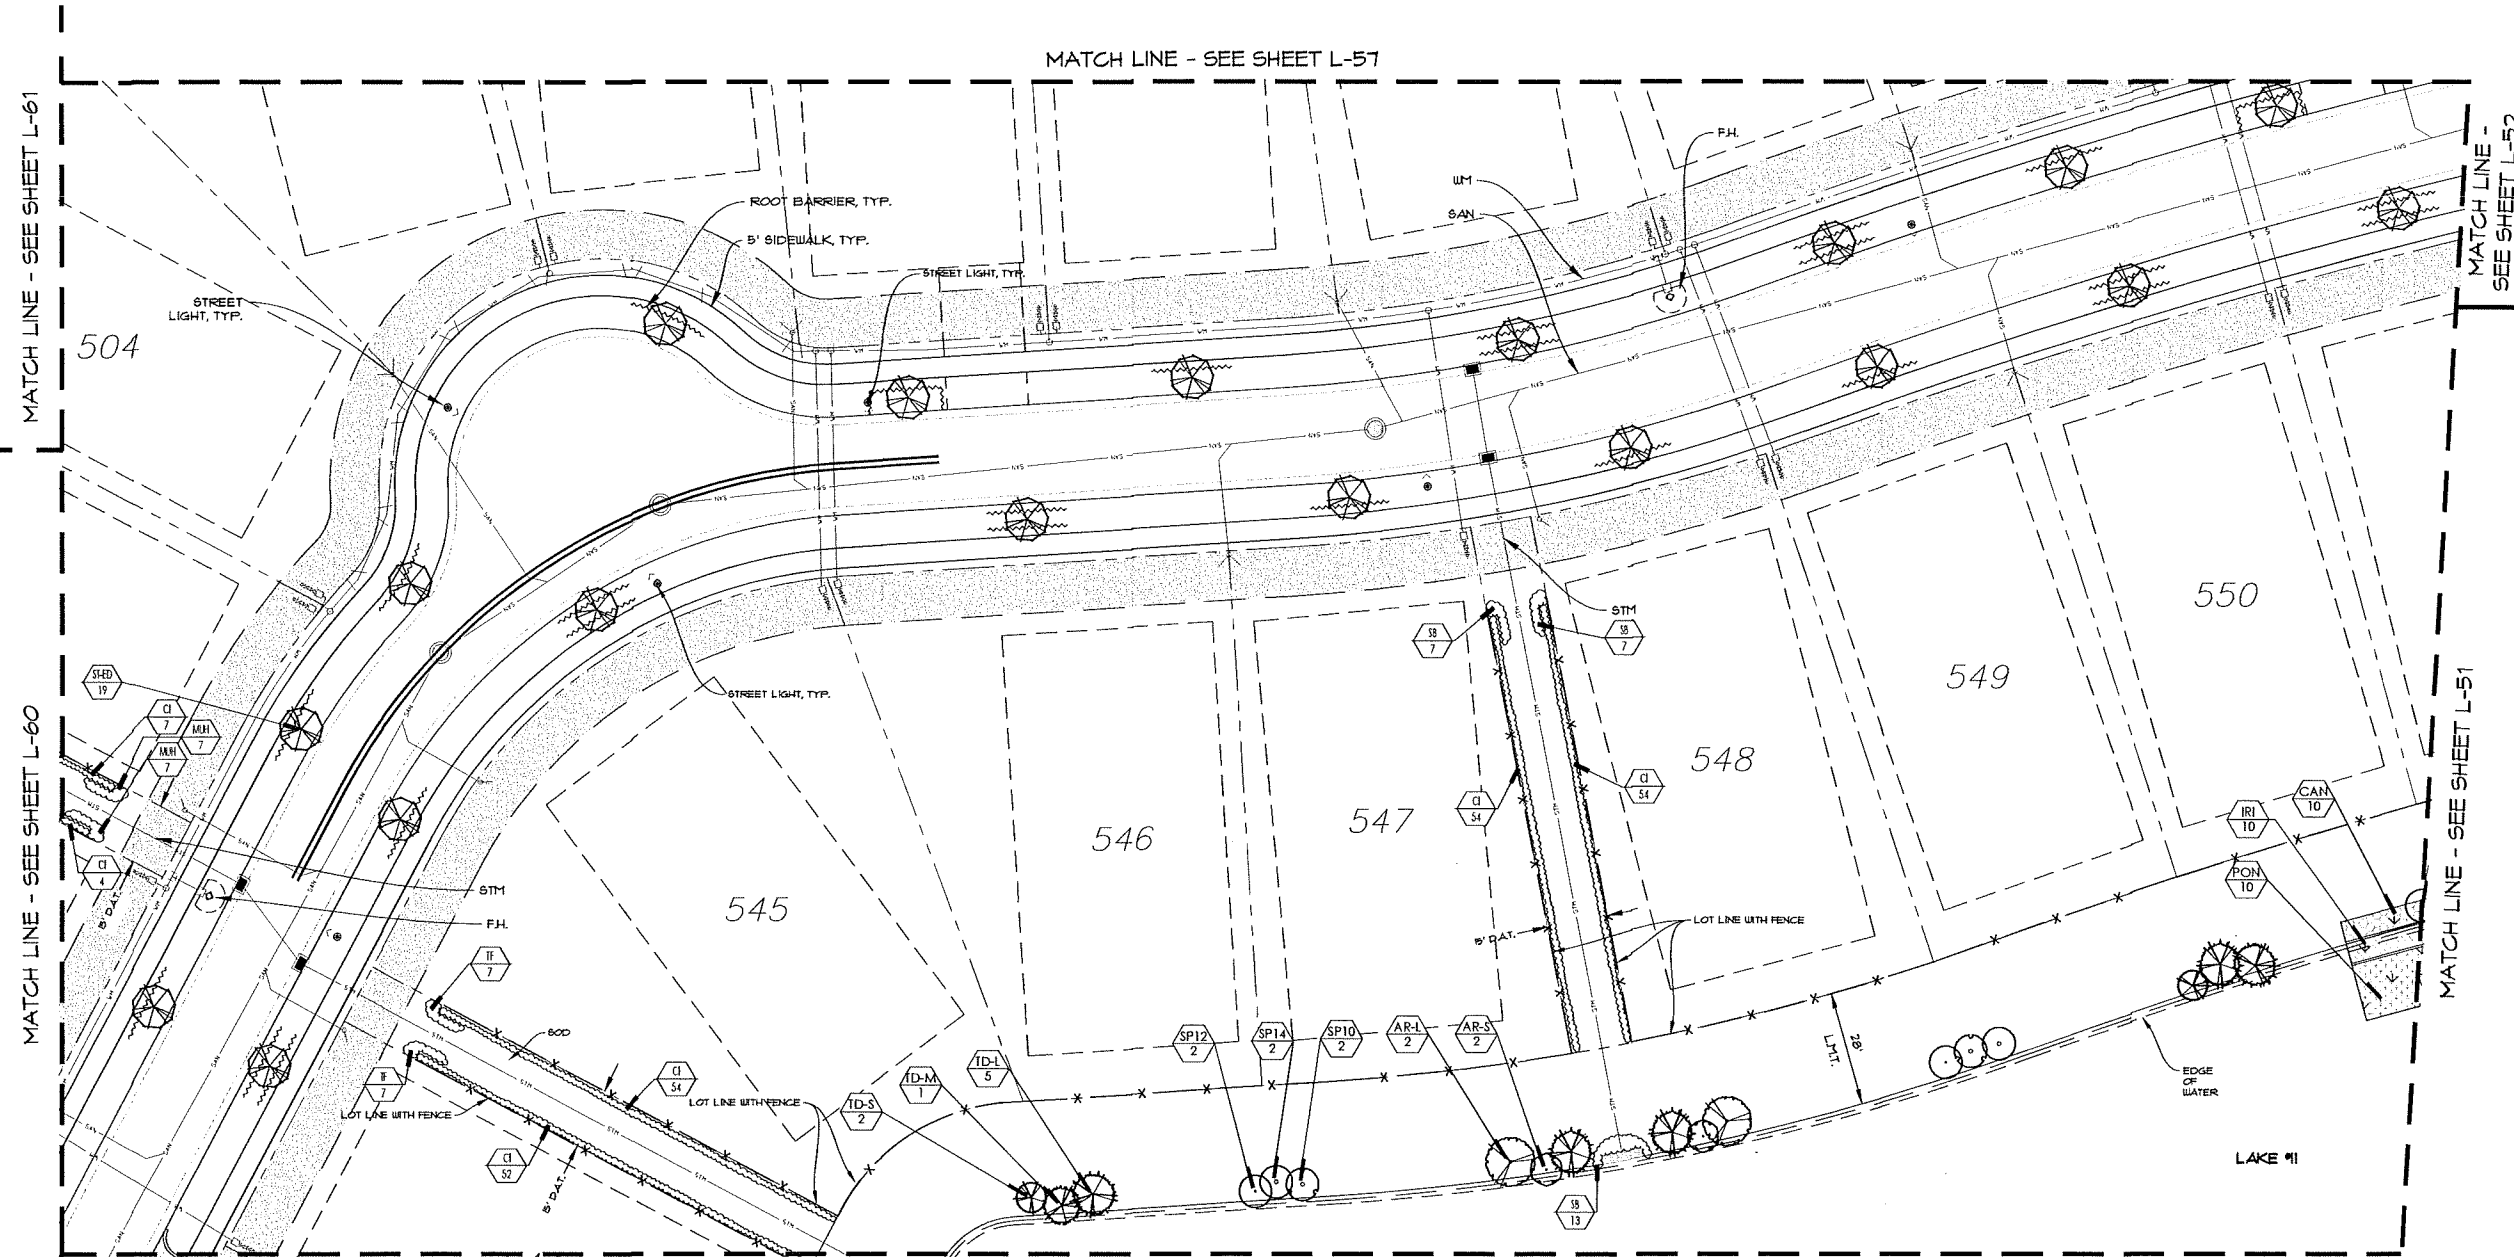 MATCH LINE - SEE SHEET L-57
MATCH LINE - SEE SHEET L-61
MATCH LINE -
SEE SHEET L-52
F.H.
WM
SAN
ROOT BARRIER, TYP.
5' SIDEWALK, TYP.
STREET LIGHT, TYP.
STREET
LIGHT, TYP.
504
STM
550
SB
7
SB
7
549
STREET LIGHT, TYP.
ST-ED
19
CI
7
MUH
7
MUH
7
MATCH LINE - SEE SHEET L-60
MATCH LINE - SEE SHEET L-51
548
CI
54
CI
54
547
546
CAN
10
IRI
10
PON
10
CI
4
STM
15' D.A.T.
F.H.
545
LOT LINE WITH FENCE
15' D.A.T.
TF
7
SOD
SP12
2
SP14
2
SP10
2
AR-L
2
AR-S
2
28'
L.M.T.
TD-L
5
TD-M
1
TD-S
2
TF
7
CI
54
LOT LINE WITH FENCE
LOT LINE WITH FENCE
EDGE
OF
WATER
CI
52
15' D.A.T.
LAKE #11
SB
13